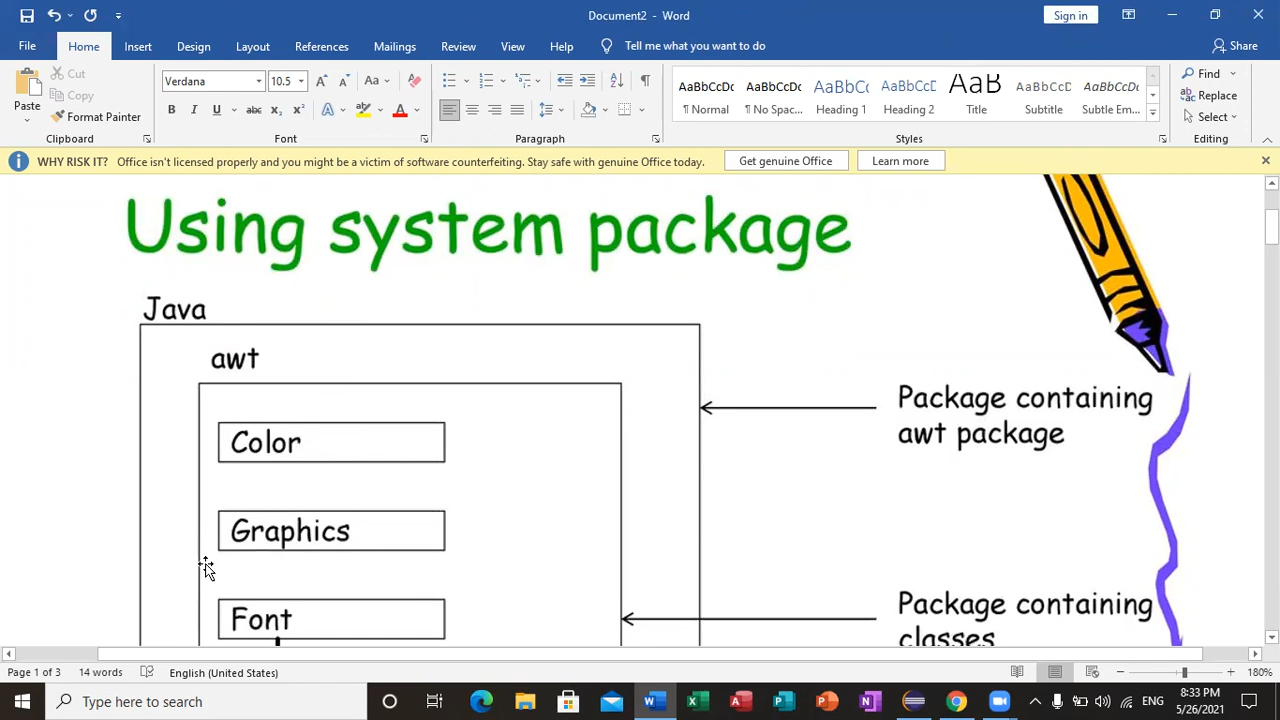 Document2 - Word
Sign in
File
Home
Insert
Design
Layout
References
Mailings
Review
View
Help
Tell me what you want to do
Share
Paste
Cut
Copy
Format Painter
Clipboard
Verdana
10.5
Font
Paragraph
AaBbCcDc
¶ Normal
AaBbCcDc
¶ No Spac...
AaBbC
Heading 1
AaBbCcD
Heading 2
AaB
Title
AaBbCcD
Subtitle
AaBbCcDc
Subtle Em...
Styles
Find
Replace
Select
Editing
WHY RISK IT? Office isn't licensed properly and you might be a victim of software counterfeiting. Stay safe with genuine Office today.
Get genuine Office
Learn more
Using system package
Java
awt
Color
Graphics
Font
Package containing
awt package
Package containing
classes
Page 1 of 3
14 words
English (United States)
180%
Type here to search
ENG
8:33 PM
5/26/2021